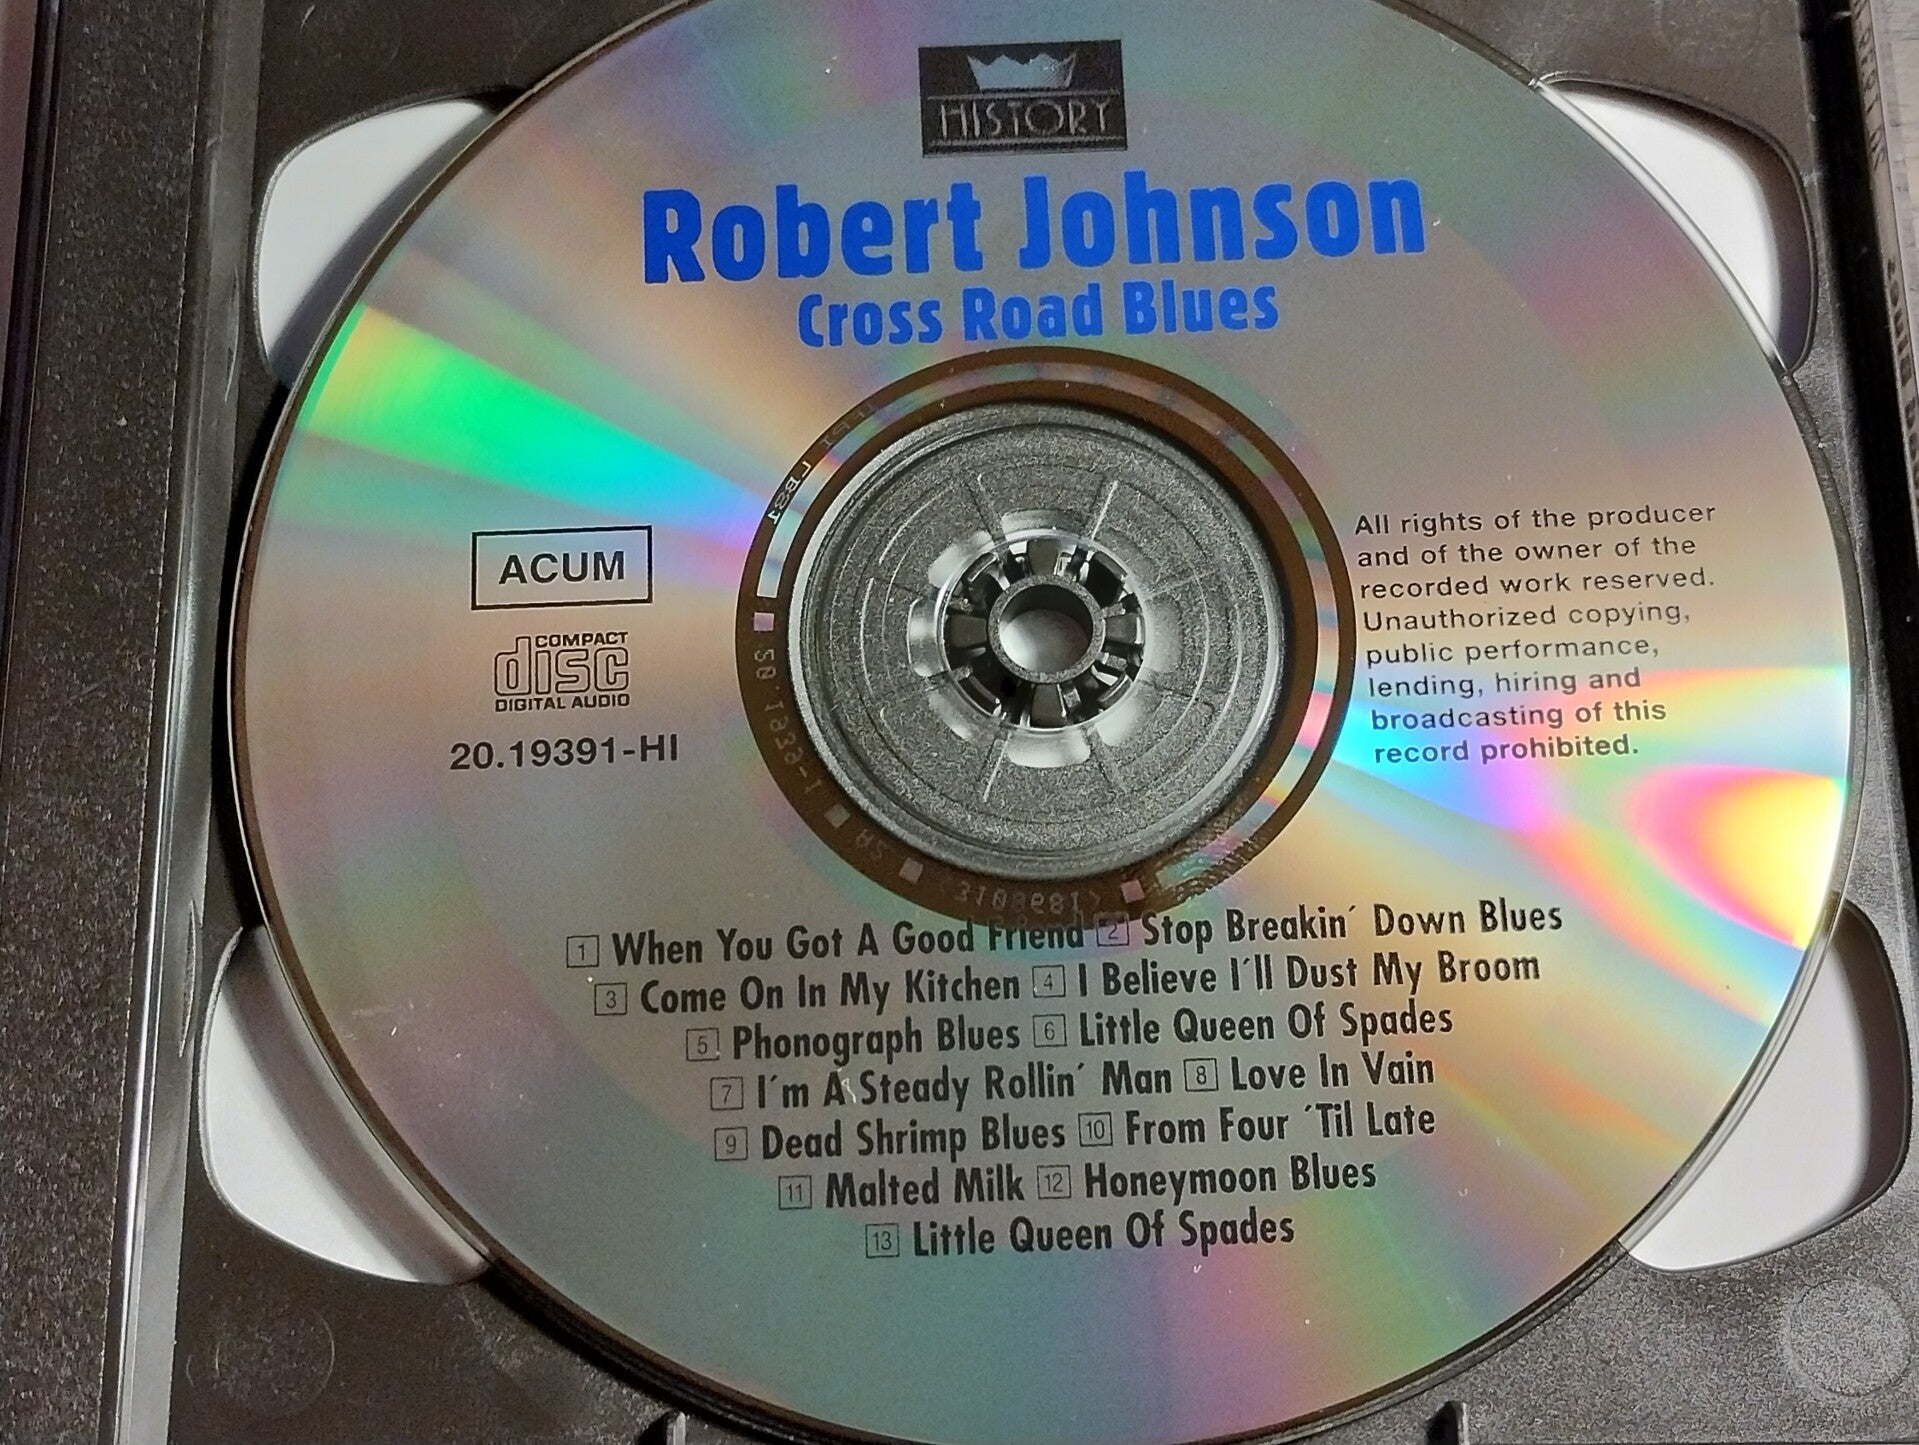 HISTORY
Robert Johnson
Cross Road Blues
ACUM
COMPACT
disc
DIGITAL AUDIO
20.19391-HI
All rights of the producer
and of the owner of the
recorded work reserved.
Unauthorized copying,
public performance,
lending, hiring and
broadcasting of this
record prohibited.
1 When You Got A Good Friend 2 Stop Breakin´ Down Blues
3 Come On In My Kitchen 4 I Believe I´ll Dust My Broom
5 Phonograph Blues 6 Little Queen Of Spades
7 I´m A Steady Rollin´ Man 8 Love In Vain
9 Dead Shrimp Blues 10 From Four ´Til Late
11 Malted Milk 12 Honeymoon Blues
13 Little Queen Of Spades